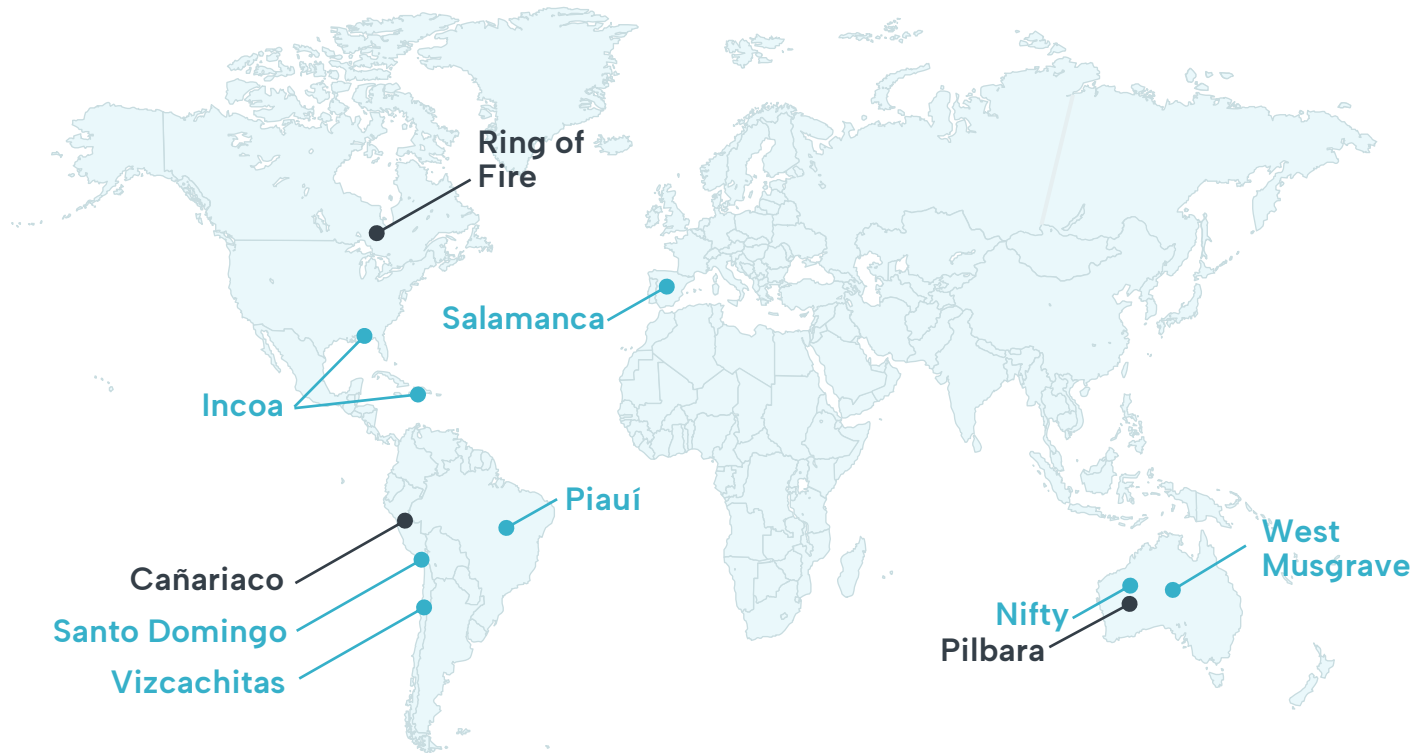 Ring of
Fire
Salamanca
Incoa
Piauí
Cañariaco
Santo Domingo
Vizcachitas
West
Musgrave
Nifty
Pilbara